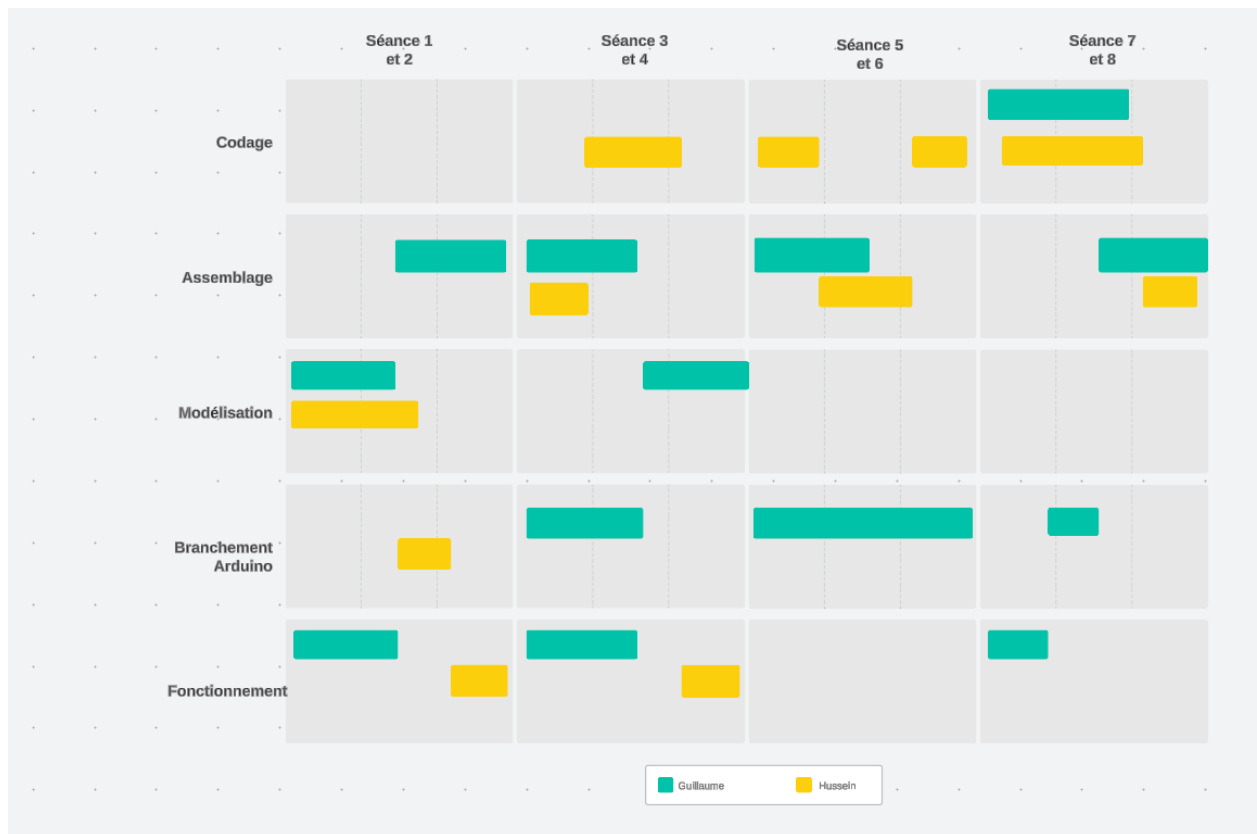 Séance 1
et 2
Séance 3
et 4
Séance 5
et 6
Séance 7
et 8
Codage
Assemblage
Modélisation
Branchement
Arduino
Fonctionnement
Guillaume
Hussein